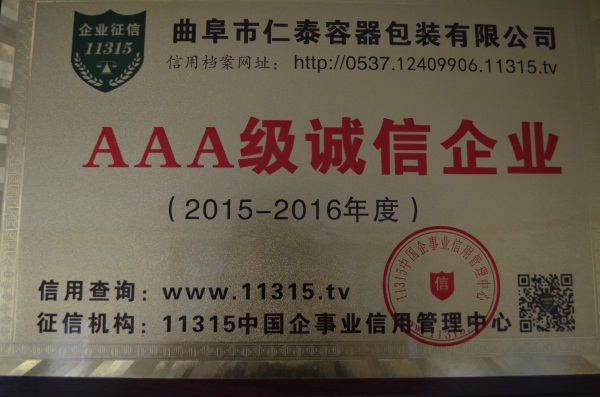 企业征信
11315
曲阜市仁泰容器包装有限公司
信用档案网址：http://0537.12409906.11315.tv
AAA级诚信企业
（2015-2016年度）
11315中国企事业信用管理中心
信
信用查询：www.11315.tv
征信机构：11315中国企事业信用管理中心